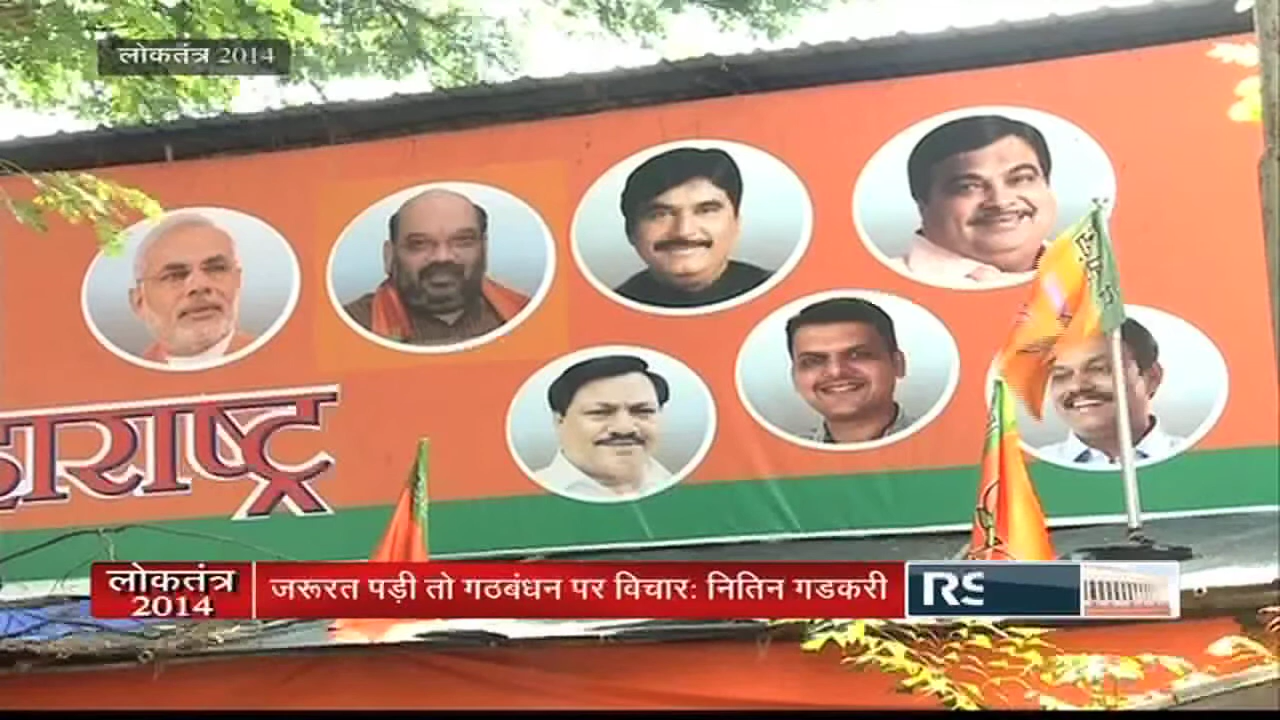 लोकतंत्र 2014
लोकतंत्र
2014
जरूरत पड़ी तो गठबंधन पर विचार: नितिन गडकरी
RS